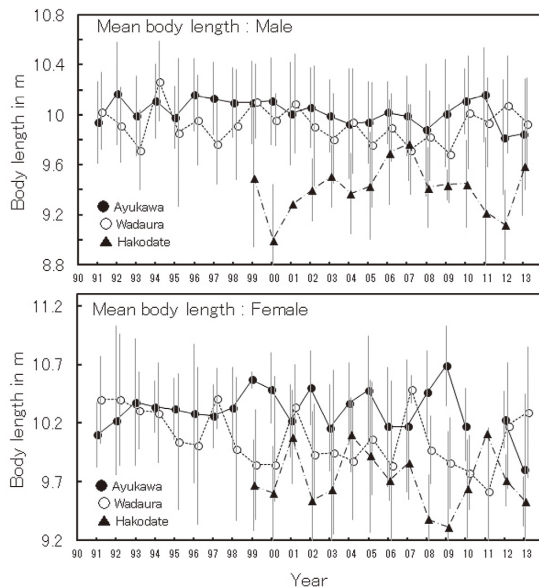 Mean body length : Male
10.8
10.4
10
9.6
9.2
8.8
Body length in m
Ayukawa
Wadaura
Hakodate
90 91 92 93 94 95 96 97 98 99 00 01 02 03 04 05 06 07 08 09 10 11 12 13
Mean body length : Female
11.2
10.7
10.2
9.7
9.2
Body length in m
Ayukawa
Wadaura
Hakodate
90 91 92 93 94 95 96 97 98 99 00 01 02 03 04 05 06 07 08 09 10 11 12 13
Year